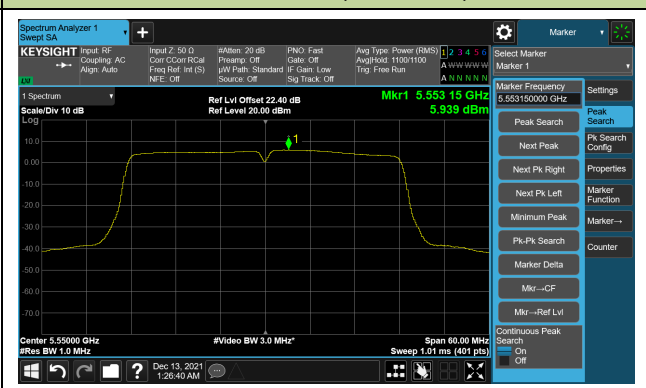 Spectrum Analyzer 1
Swept SA
+
Marker
KEYSIGHT
Input: RF
Coupling: AC
Align: Auto
Input Z: 50 Ω
Corr CCorr RCal
Freq Ref: Int (S)
NFE: Off
#Atten: 20 dB
Preamp: Off
µW Path: Standard
Source: Off
PNO: Fast
Gate: Off
IF Gain: Low
Sig Track: Off
Avg Type: Power (RMS)
Avg|Hold: 1100/1100
Trig: Free Run
1 2 3 4 5 6
A W W W W W
A N N N N N
LXI
1 Spectrum
Scale/Div 10 dB
Log
Ref Lvl Offset 22.40 dB
Ref Level 20.00 dBm
Mkr1 5.553 15 GHz
5.939 dBm
1
10.0
0.00
-10.0
-20.0
-30.0
-40.0
-50.0
-60.0
-70.0
Center 5.55000 GHz
#Res BW 1.0 MHz
#Video BW 3.0 MHz*
Span 60.00 MHz
Sweep 1.01 ms (401 pts)
Select Marker
Marker 1
Marker Frequency
5.553150000 GHz
Peak Search
Next Peak
Next Pk Right
Next Pk Left
Minimum Peak
Pk-Pk Search
Marker Delta
Mkr→CF
Mkr→Ref Lvl
Continuous Peak
Search
On
Off
Settings
Peak
Search
Pk Search
Config
Properties
Marker
Function
Marker→
Counter
?
Dec 13, 2021
1:26:40 AM